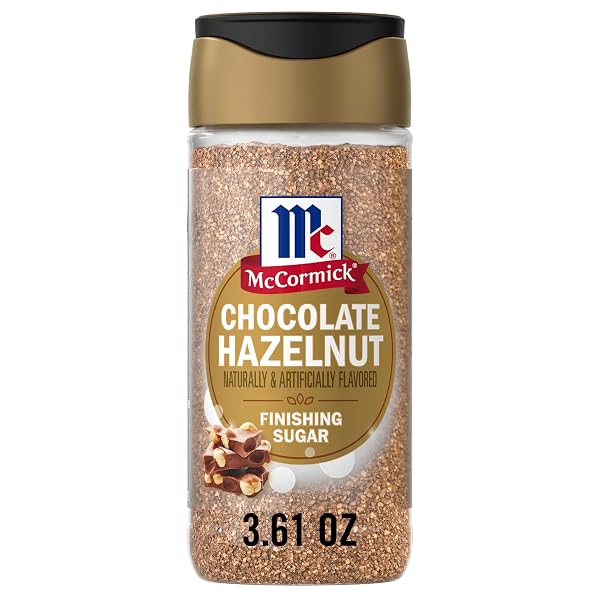 Mc®
McCormick®
CHOCOLATE
HAZELNUT
NATURALLY & ARTIFICIALLY FLAVORED
FINISHING
SUGAR
3.61 OZ